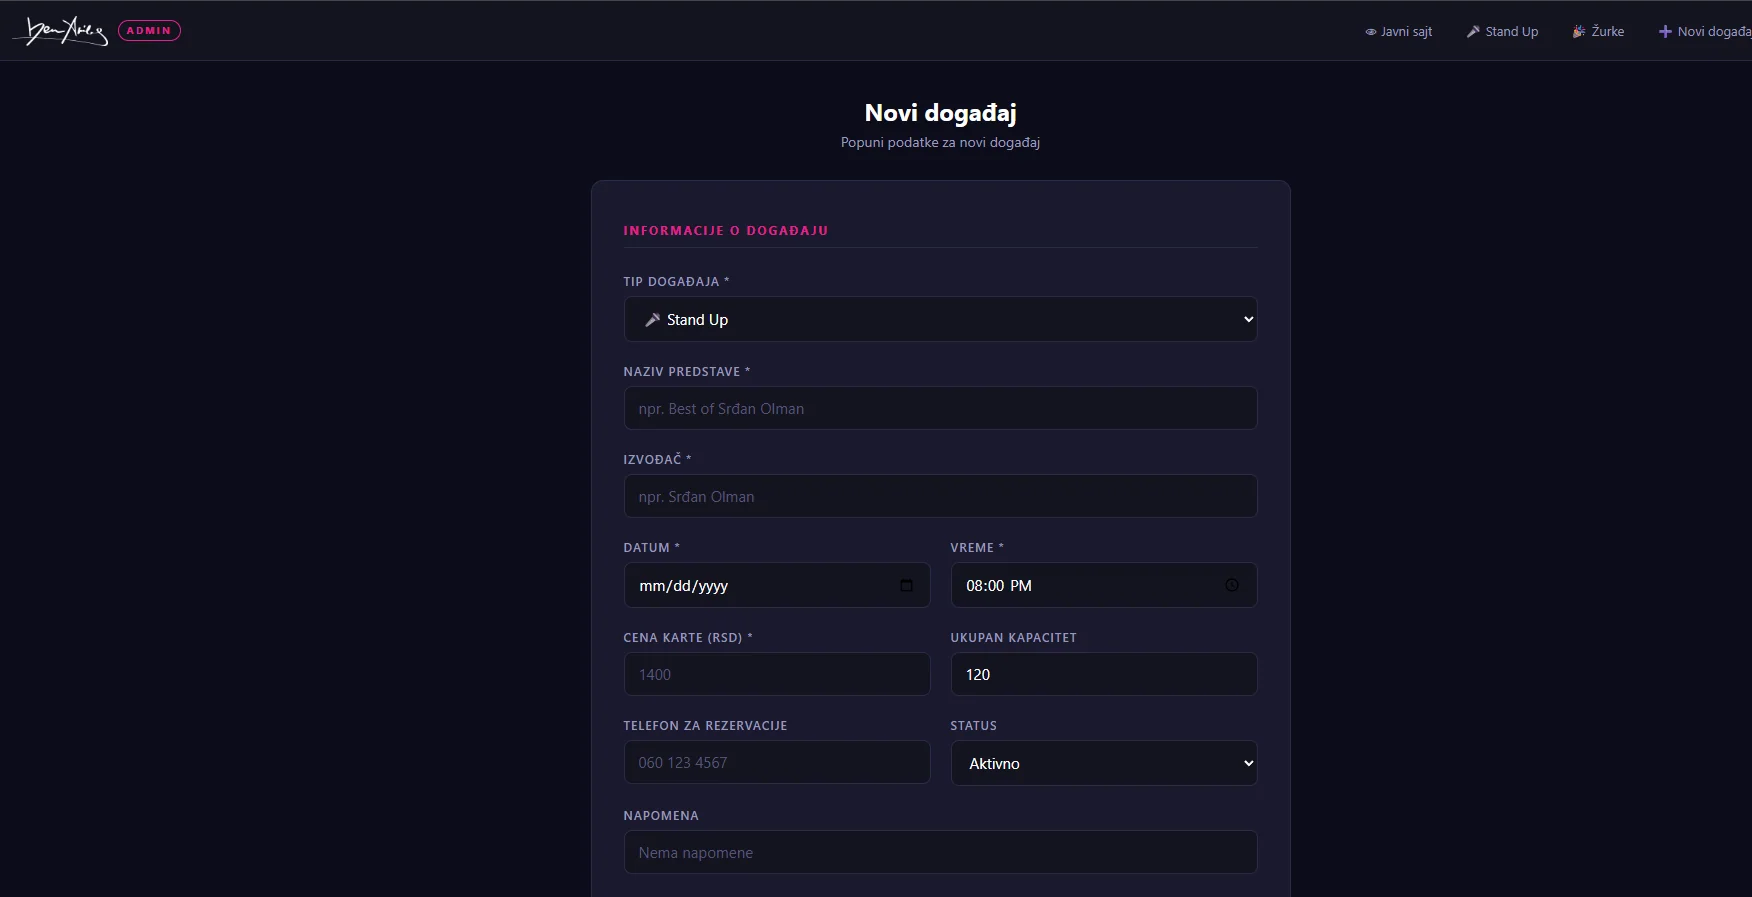 ADMIN
Javni sajt
Stand Up
Žurke
Novi događaj
Novi događaj
Popuni podatke za novi događaj
INFORMACIJE O DOGAĐAJU
TIP DOGAĐAJA *
Stand Up
NAZIV PREDSTAVE *
npr. Best of Srđan Olman
IZVOĐAČ *
npr. Srđan Olman
DATUM *
VREME *
mm/dd/yyyy
08:00 PM
CENA KARTE (RSD) *
UKUPAN KAPACITET
1400
120
TELEFON ZA REZERVACIJE
STATUS
060 123 4567
Aktivno
NAPOMENA
Nema napomene